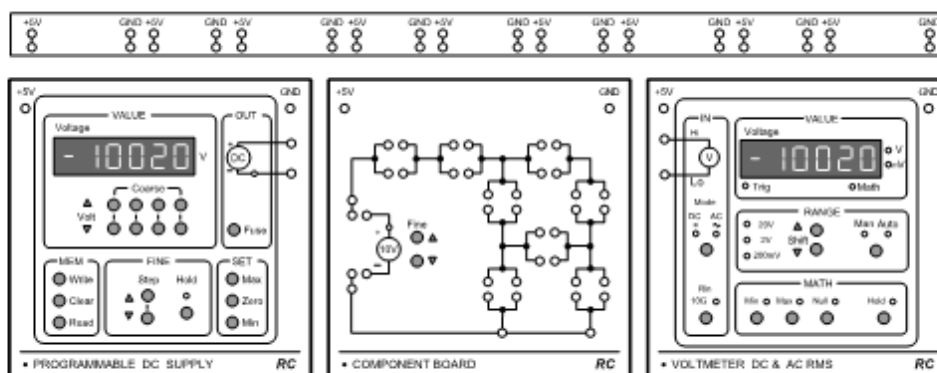 +5V GND +5V GND +5V GND +5V GND +5V GND +5V GND +5V GND +5V GND +5V GND
+5V GND
VALUE OUT
Voltage
- 10020 V
+ DC -
Coarse
Volt
Fuse
MEM FINE SET
Write Step Hold Max
Clear Zero
Read Min
• PROGRAMMABLE DC SUPPLY RC
+5V GND
+ 10V -
Fine
• COMPONENT BOARD RC
+5V GND
IN VALUE
Hi Voltage
V
- 10020 V
mV
Lo
Trig Math
Mode
DC AC
RANGE
20V Man Auto
2V Shift
200mV
MATH
Rin
10G Min Max Null Hold
• VOLTMETER DC & AC RMS RC